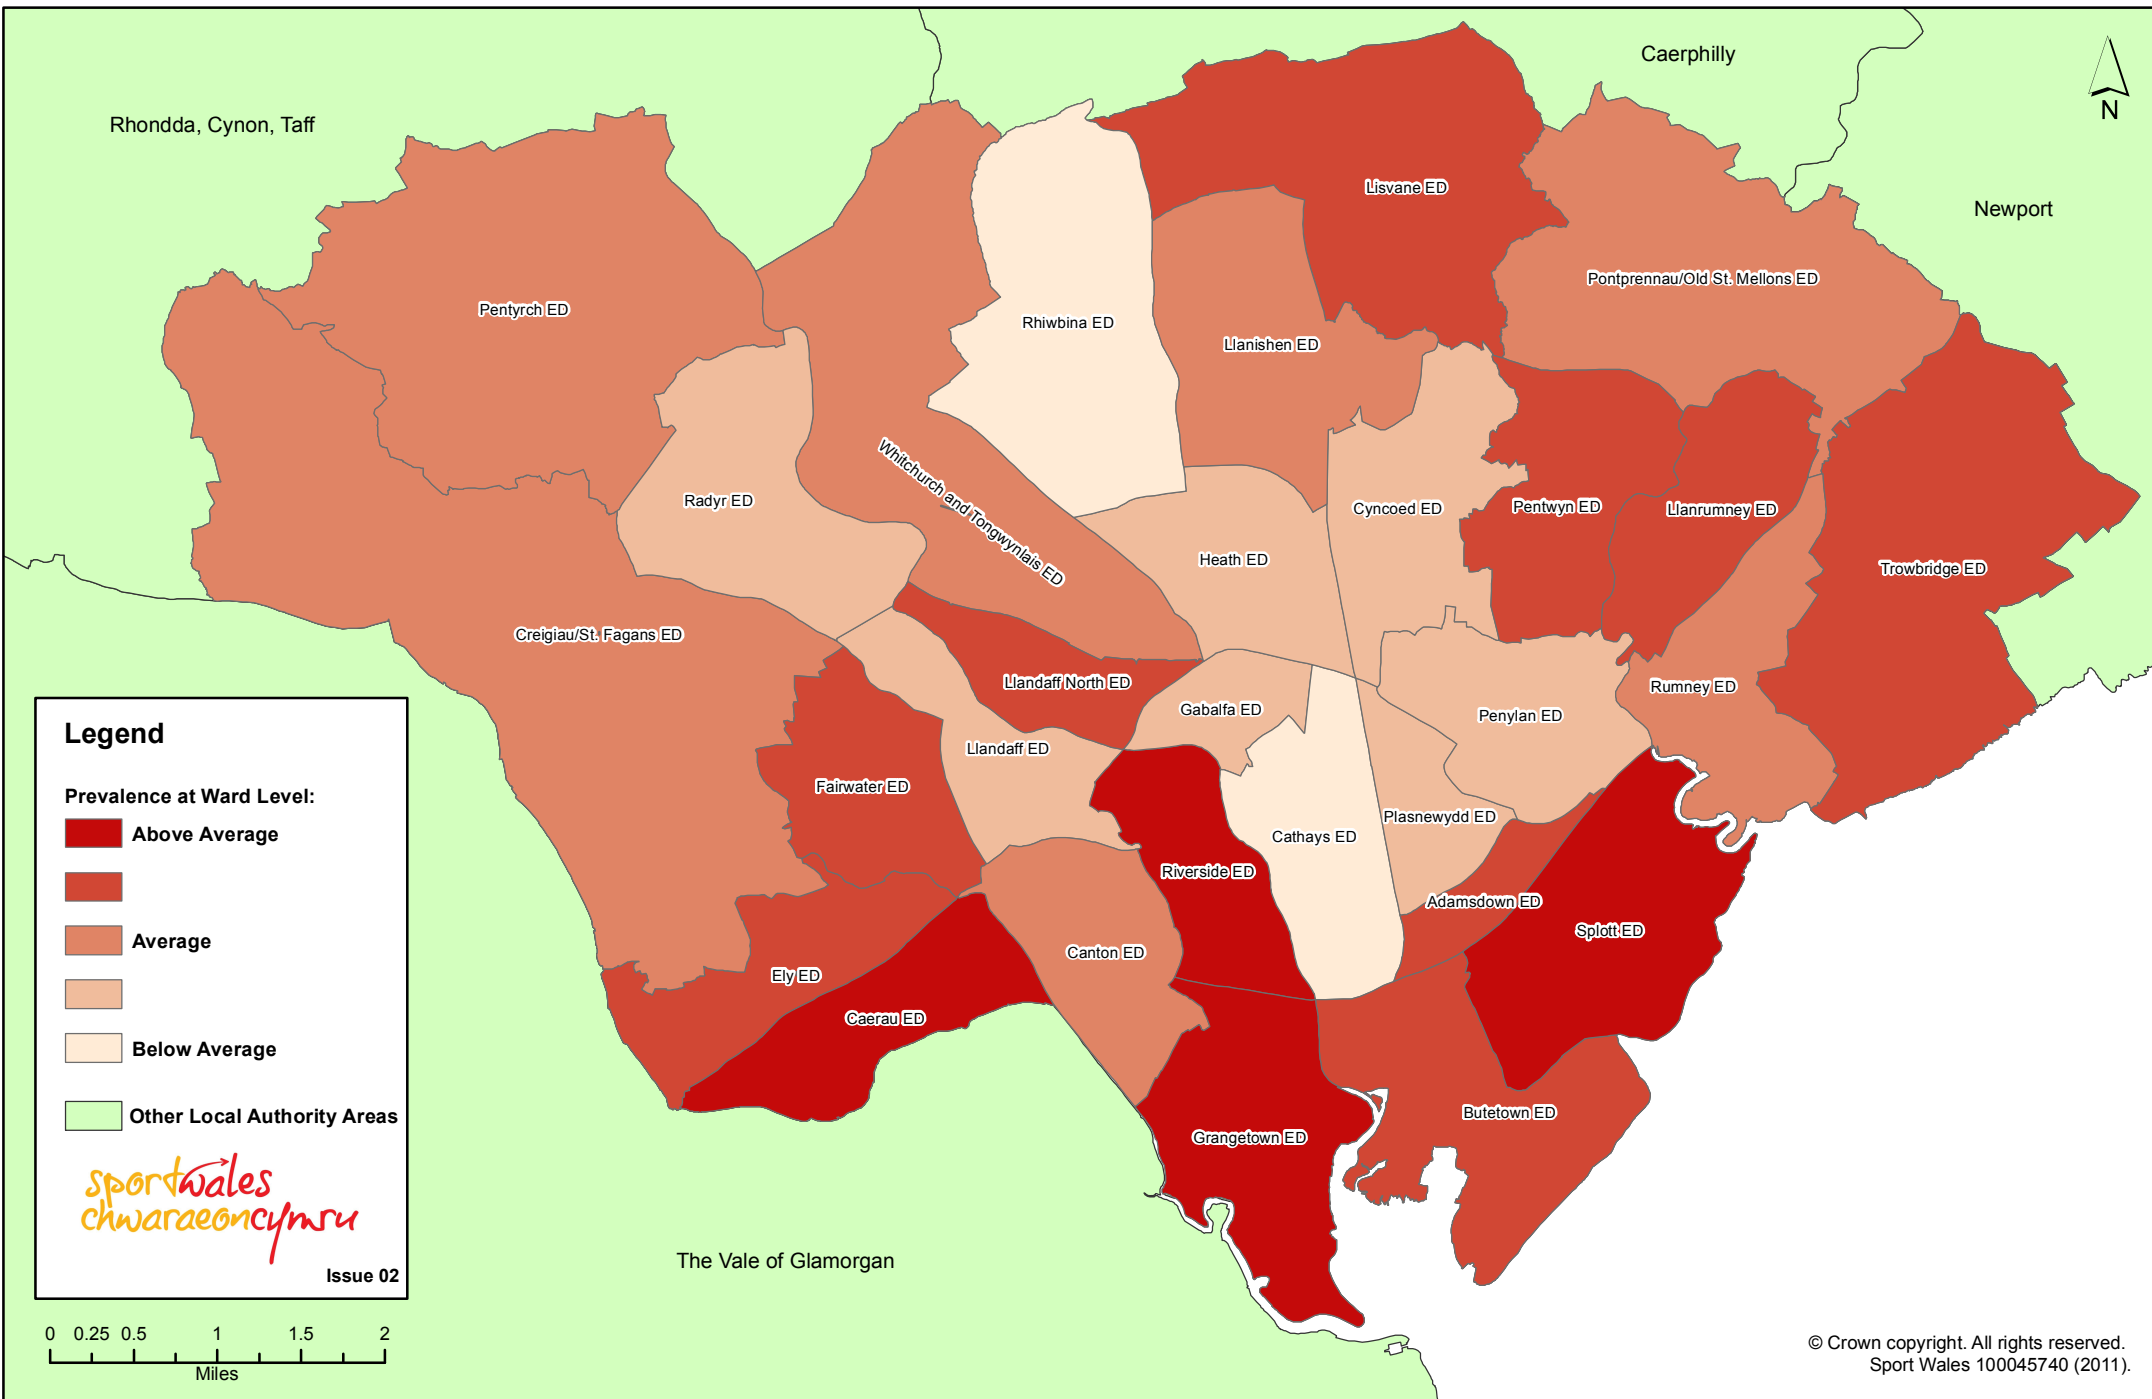 Caerphilly
N
Rhondda, Cynon, Taff
Lisvane ED
Newport
Pontprennau/Old St. Mellons ED
Pentyrch ED
Rhiwbina ED
Llanishen ED
Whitchurch and Tongwynlais ED
Radyr ED
Cyncoed ED
Pentwyn ED
Llanrumney ED
Heath ED
Trowbridge ED
Creigiau/St. Fagans ED
Llandaff North ED
Rumney ED
Gabalfa ED
Penylan ED
Llandaff ED
Fairwater ED
Plasnewydd ED
Cathays ED
Riverside ED
Adamsdown ED
Splott ED
Canton ED
Ely ED
Caerau ED
Butetown ED
Grangetown ED
The Vale of Glamorgan
Legend
Prevalence at Ward Level:
Above Average
Average
Below Average
Other Local Authority Areas
sportwales
chwaraeoncymru
Issue 02
0 0.25 0.5 1 1.5 2
Miles
© Crown copyright. All rights reserved.
Sport Wales 100045740 (2011).